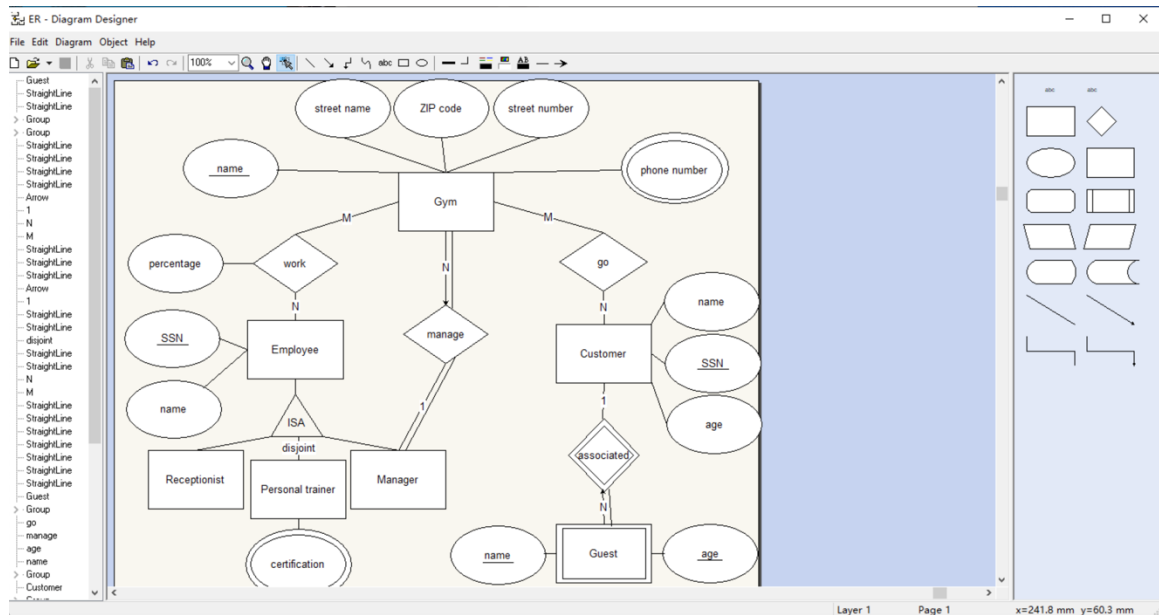 ER - Diagram Designer
File Edit Diagram Object Help
100%
abc
AB
Guest
StraightLine
StraightLine
Group
Group
StraightLine
StraightLine
StraightLine
StraightLine
Arrow
1
N
M
StraightLine
StraightLine
StraightLine
Arrow
1
StraightLine
StraightLine
disjoint
StraightLine
StraightLine
N
M
StraightLine
StraightLine
StraightLine
StraightLine
StraightLine
StraightLine
Guest
Group
go
manage
age
name
Group
Customer
street name
ZIP code
street number
name
phone number
Gym
M
M
percentage
work
N
go
N
N
name
SSN
Employee
manage
Customer
SSN
name
1
1
age
ISA
disjoint
associated
Receptionist
Personal trainer
Manager
N
certification
name
Guest
age
abc
abc
Layer 1
Page 1
x=241.8 mm y=60.3 mm